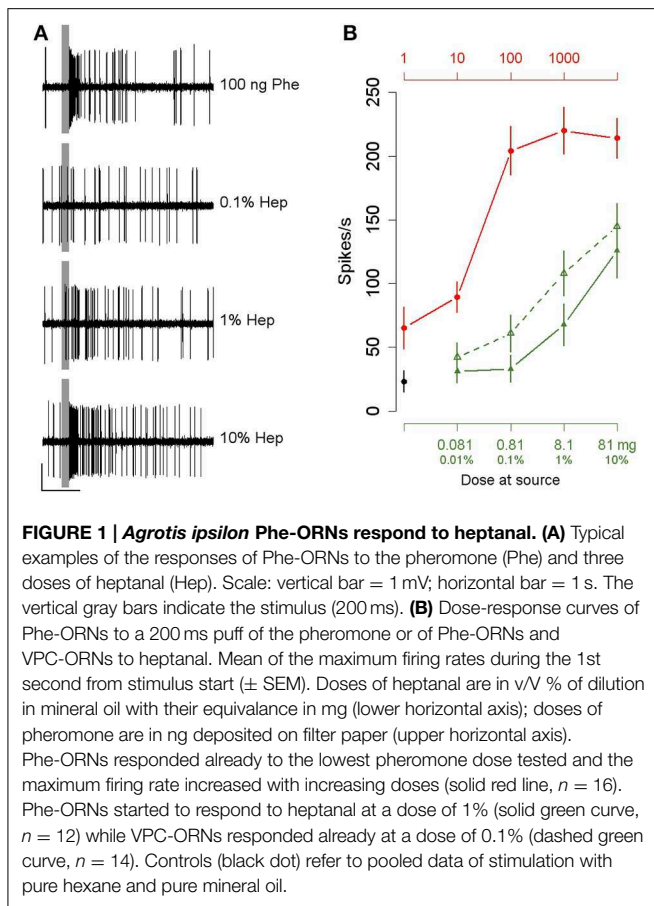 A
B
100 ng Phe
0.1% Hep
1% Hep
10% Hep
1 10 100 1000
250
200
150
100
50
0
Spikes/s
0.081 0.81 8.1 81 mg
0.01% 0.1% 1% 10%
Dose at source
FIGURE 1 | Agrotis ipsilon Phe-ORNs respond to heptanal. (A) Typical
examples of the responses of Phe-ORNs to the pheromone (Phe) and three
doses of heptanal (Hep). Scale: vertical bar = 1 mV; horizontal bar = 1 s. The
vertical gray bars indicate the stimulus (200 ms). (B) Dose-response curves of
Phe-ORNs to a 200 ms puff of the pheromone or of Phe-ORNs and
VPC-ORNs to heptanal. Mean of the maximum firing rates during the 1st
second from stimulus start (± SEM). Doses of heptanal are in v/V % of dilution
in mineral oil with their equivalance in mg (lower horizontal axis); doses of
pheromone are in ng deposited on filter paper (upper horizontal axis).
Phe-ORNs responded already to the lowest pheromone dose tested and the
maximum firing rate increased with increasing doses (solid red line, n = 16).
Phe-ORNs started to respond to heptanal at a dose of 1% (solid green curve,
n = 12) while VPC-ORNs responded already at a dose of 0.1% (dashed green
curve, n = 14). Controls (black dot) refer to pooled data of stimulation with
pure hexane and pure mineral oil.